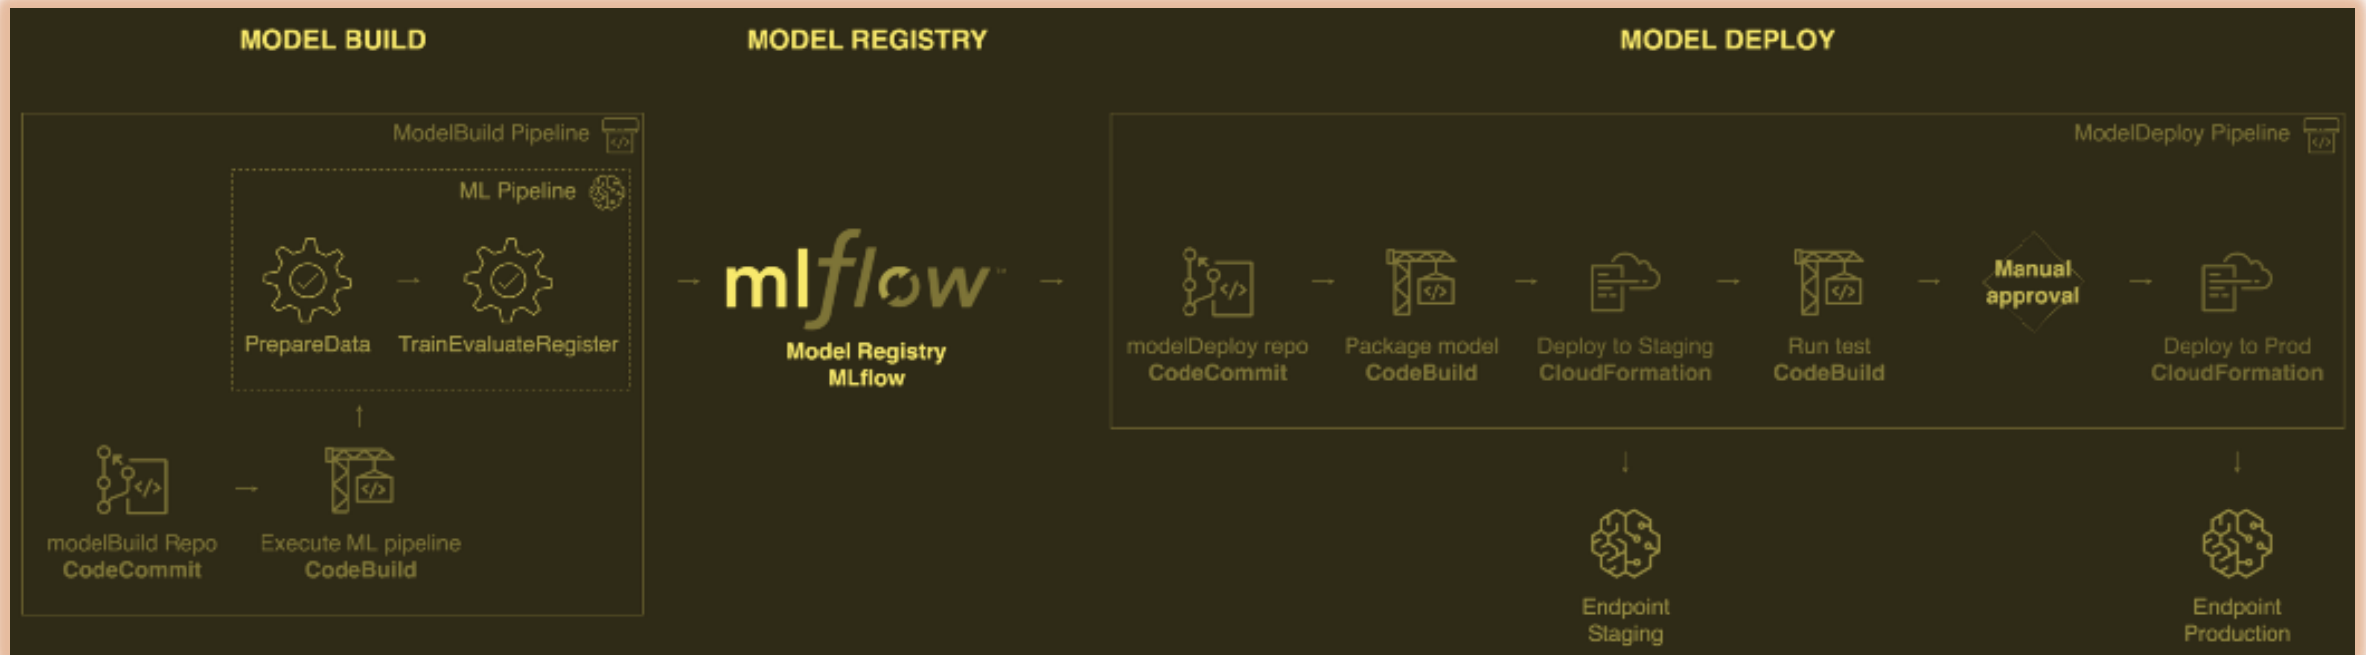 MODEL BUILD
MODEL REGISTRY
MODEL DEPLOY
ModelBuild Pipeline
</>
ML Pipeline
PrepareData
TrainEvaluateRegister
</>
</>
modelBuild Repo
CodeCommit
Execute ML pipeline
CodeBuild
mlflow
Model Registry
MLflow
ModelDeploy Pipeline
</>
</>
modelDeploy repo
CodeCommit
</>
Package model
CodeBuild
Deploy to Staging
CloudFormation
</>
Run test
CodeBuild
Manual
approval
Deploy to Prod
CloudFormation
Endpoint
Staging
Endpoint
Production